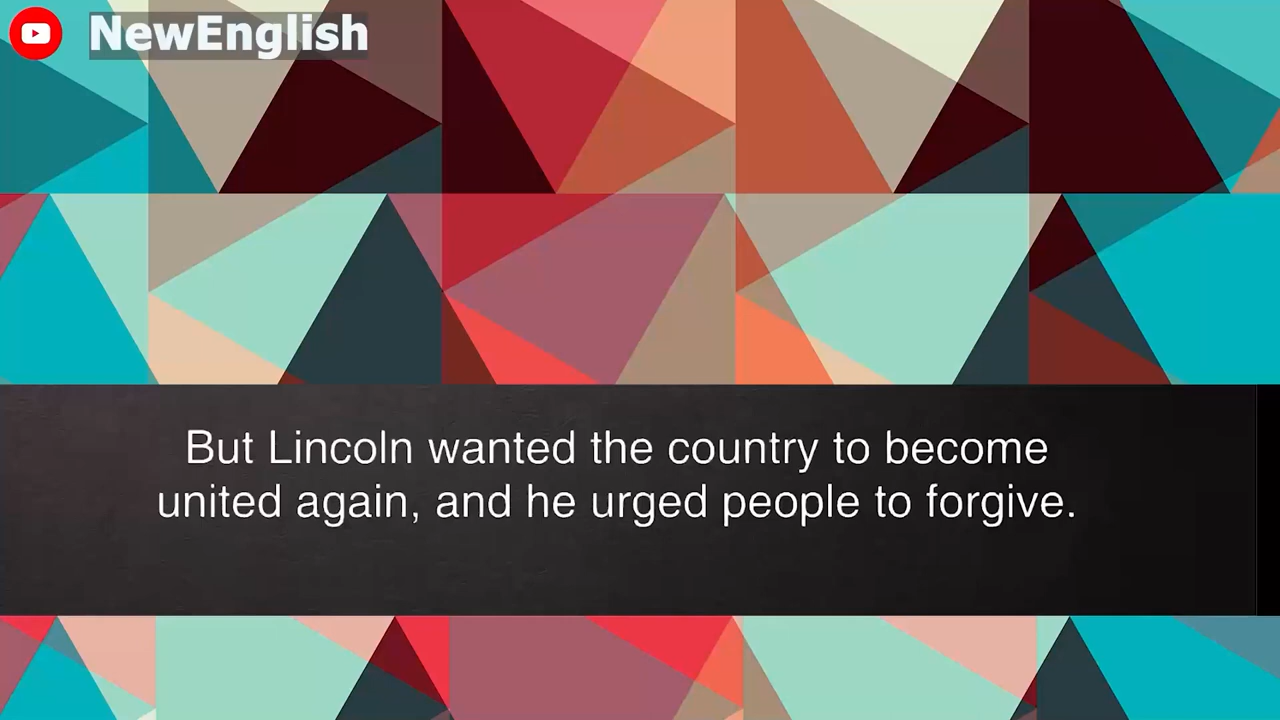 NewEnglish
But Lincoln wanted the country to become
united again, and he urged people to forgive.